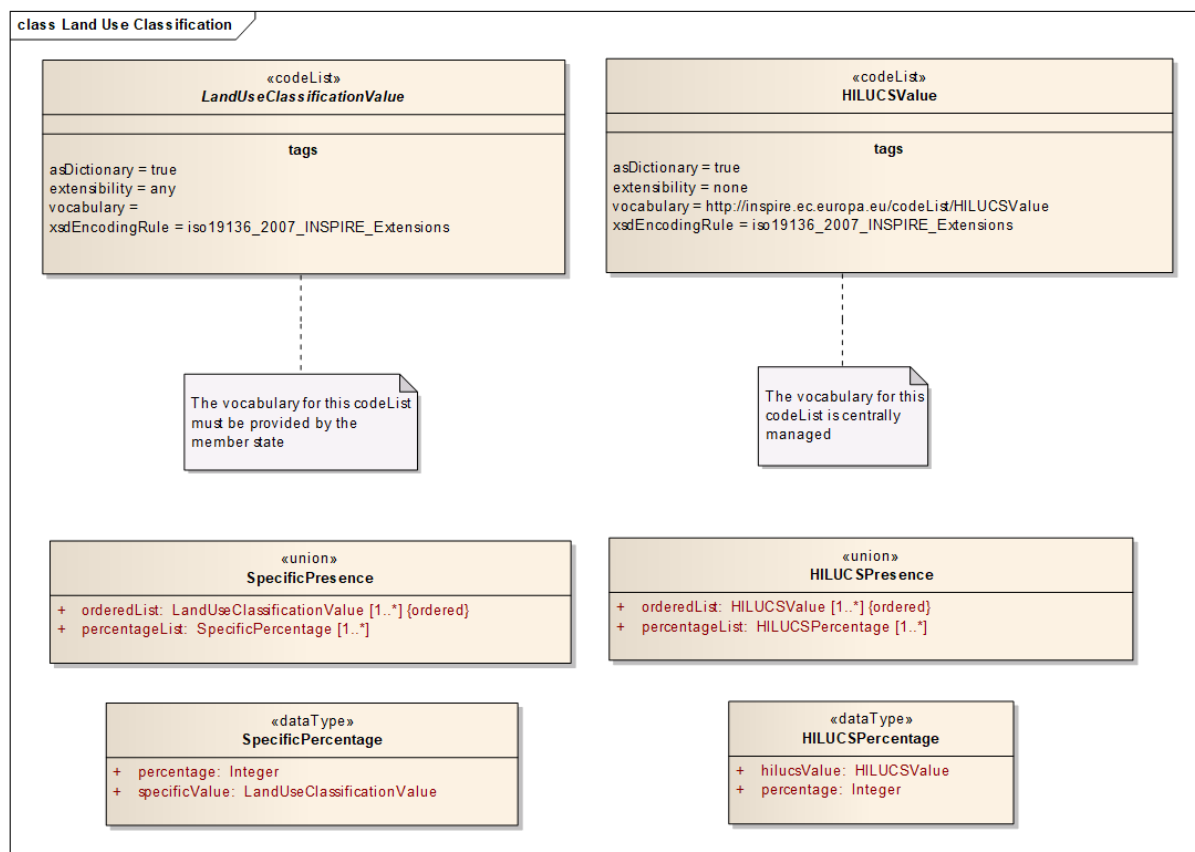 class Land Use Classification
«codeList»
LandUseClassificationValue
tags
asDictionary = true
extensibility = any
vocabulary =
xsdEncodingRule = iso19136_2007_INSPIRE_Extensions
«codeList»
HILUCSValue
tags
asDictionary = true
extensibility = none
vocabulary = http://inspire.ec.europa.eu/codeList/HILUCSValue
xsdEncodingRule = iso19136_2007_INSPIRE_Extensions
The vocabulary for this codeList
must be provided by the
member state
The vocabulary for this
codeList is centrally
managed
«union»
SpecificPresence
+ orderedList: LandUseClassificationValue [1..*] {ordered}
+ percentageList: SpecificPercentage [1..*]
«union»
HILUCSPresence
+ orderedList: HILUCSValue [1..*] {ordered}
+ percentageList: HILUCSPercentage [1..*]
«dataType»
SpecificPercentage
+ percentage: Integer
+ specificValue: LandUseClassificationValue
«dataType»
HILUCSPercentage
+ hilucsValue: HILUCSValue
+ percentage: Integer